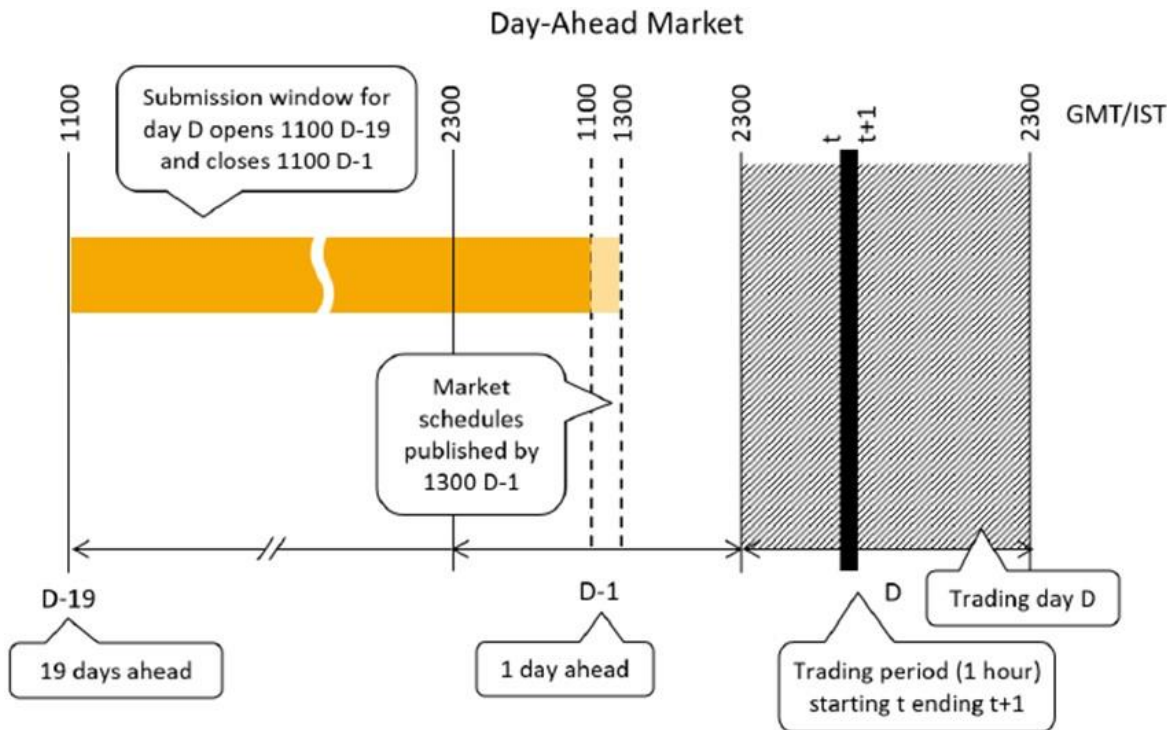 Day-Ahead Market
1100
Submission window for
day D opens 1100 D-19
and closes 1100 D-1
2300
1100
1300
2300
t
t+1
2300
GMT/IST
Market
schedules
published by
1300 D-1
D-19
D-1
D
Trading day D
19 days ahead
1 day ahead
Trading period (1 hour)
starting t ending t+1